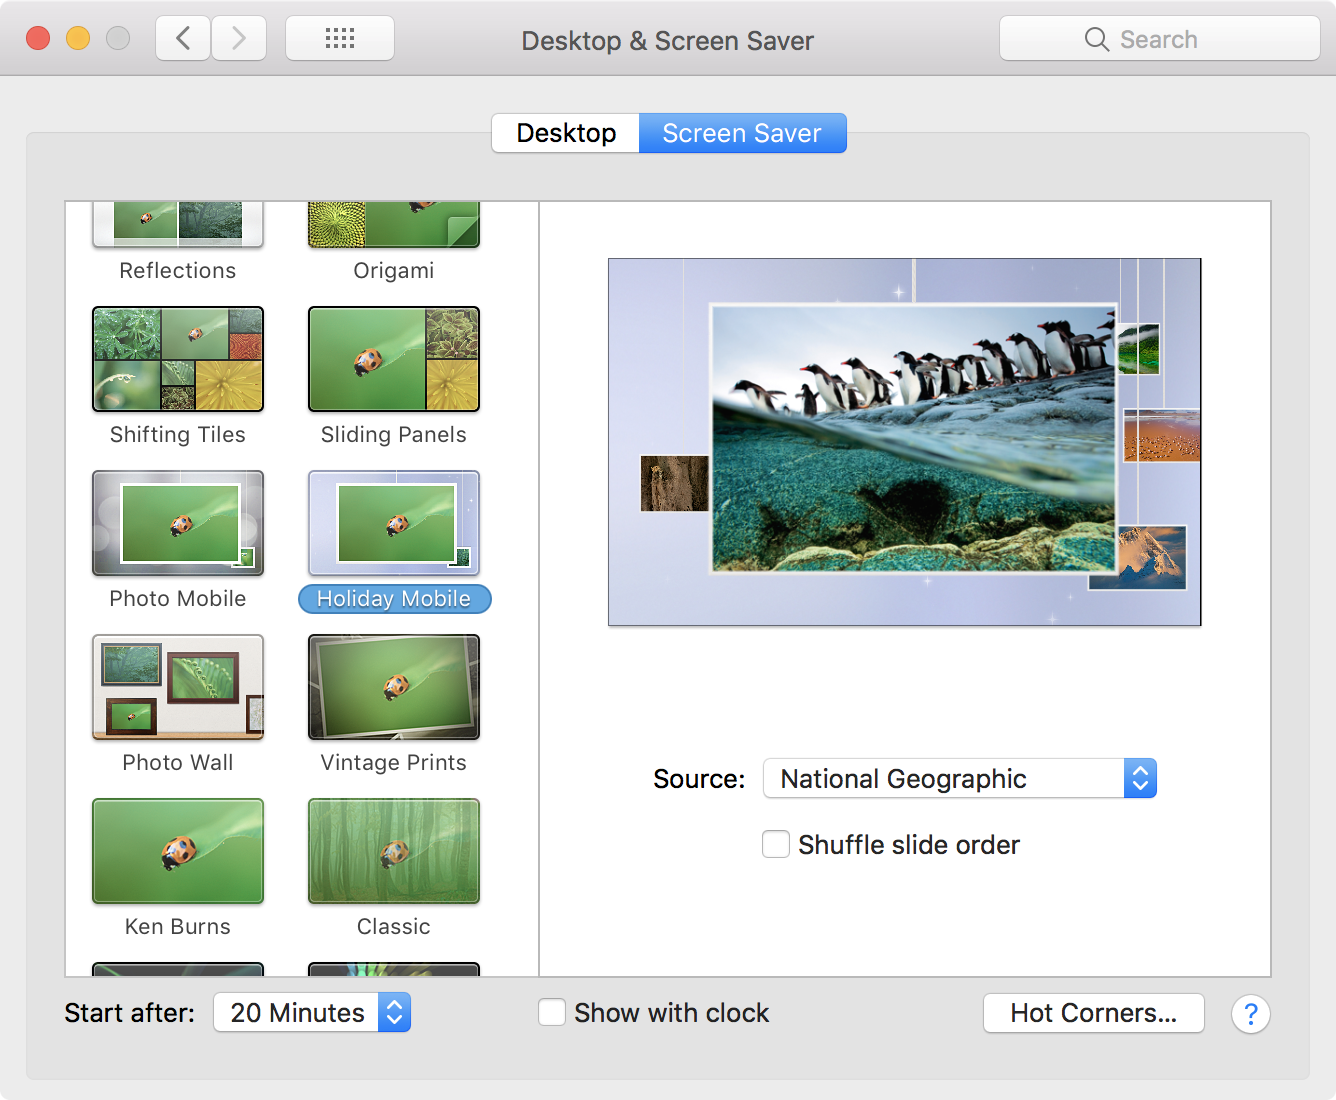 Desktop & Screen Saver
Search
Desktop
Screen Saver
Reflections
Origami
Shifting Tiles
Sliding Panels
Photo Mobile
Holiday Mobile
Photo Wall
Vintage Prints
Ken Burns
Classic
Source: National Geographic
Shuffle slide order
Start after: 20 Minutes
Show with clock
Hot Corners...
?